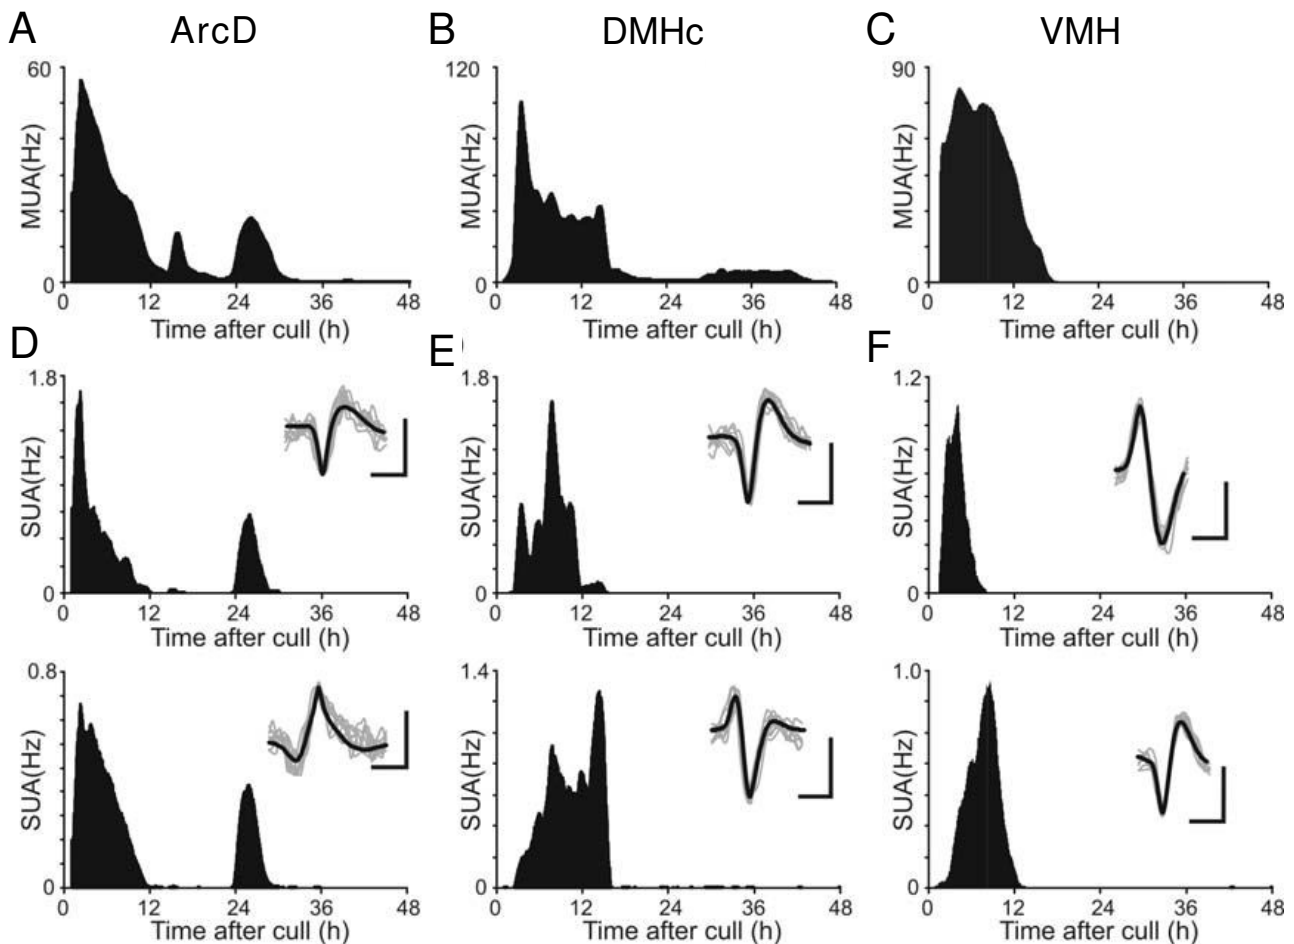 A ArcD B DMHc C VMH
60 120 90
MUA(Hz) MUA(Hz) MUA(Hz)
0 0 0
0 12 24 36 48 0 12 24 36 48 0 12 24 36 48
Time after cull (h) Time after cull (h) Time after cull (h)
D E F
1.8 1.8 1.2
SUA(Hz) SUA(Hz) SUA(Hz)
0 0 0
0 12 24 36 48 0 12 24 36 48 0 12 24 36 48
Time after cull (h) Time after cull (h) Time after cull (h)
0.8 1.4 1.0
SUA(Hz) SUA(Hz) SUA(Hz)
0 0 0
0 12 24 36 48 0 12 24 36 48 0 12 24 36 48
Time after cull (h) Time after cull (h) Time after cull (h)